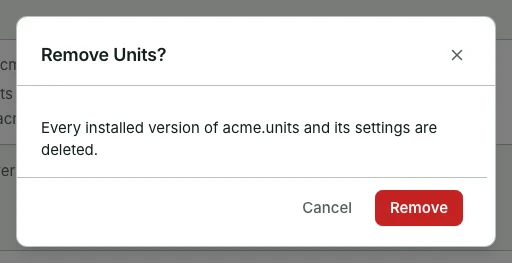 Remove Units?
Every installed version of acme.units and its settings are
deleted.
Cancel
Remove